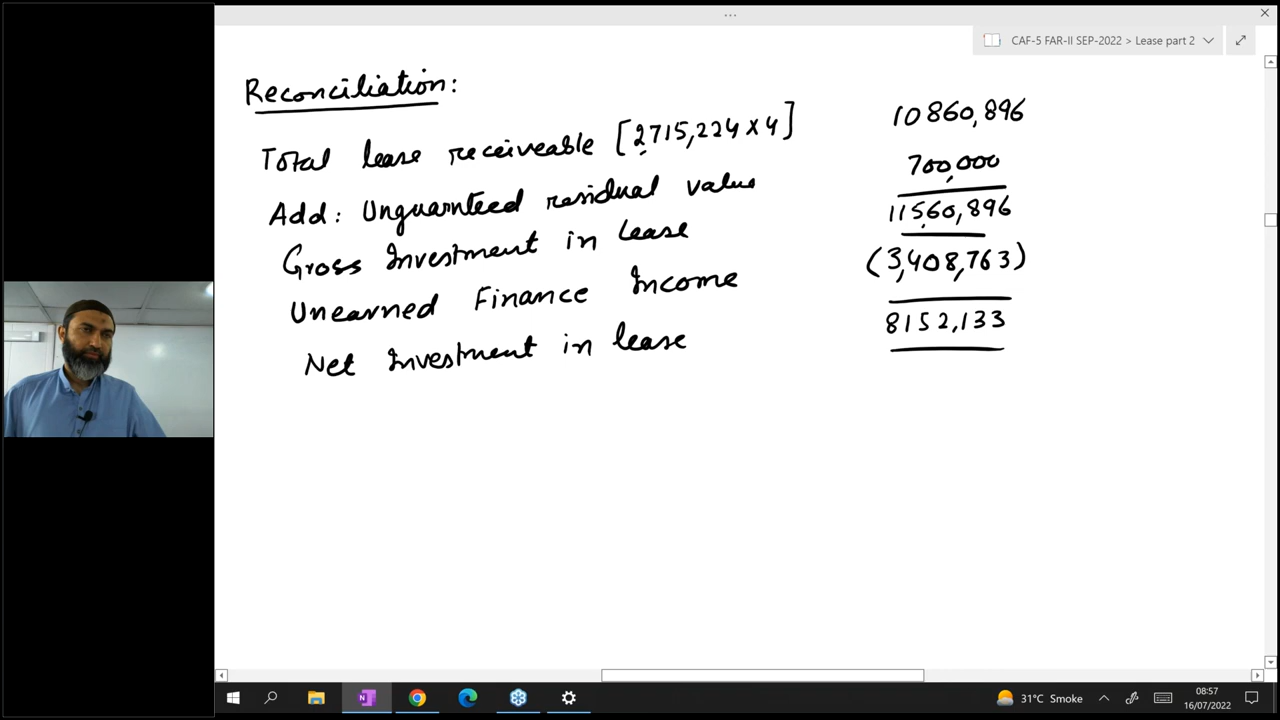 CAF-5 FAR-II SEP-2022 > Lease part 2
Reconciliation:
Total lease receiveable [2715,224 x 4] 10860,896
Add: Unguarnteed residual value 700,000
Gross Investment in lease 11560,896
Unearned Finance Income (3,408,763)
Net Investment in lease 8152,133
31°C Smoke
08:57
16/07/2022